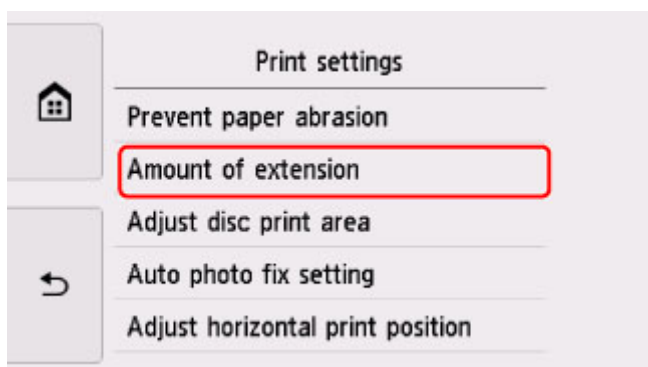 Print settings
Prevent paper abrasion
Amount of extension
Adjust disc print area
Auto photo fix setting
Adjust horizontal print position